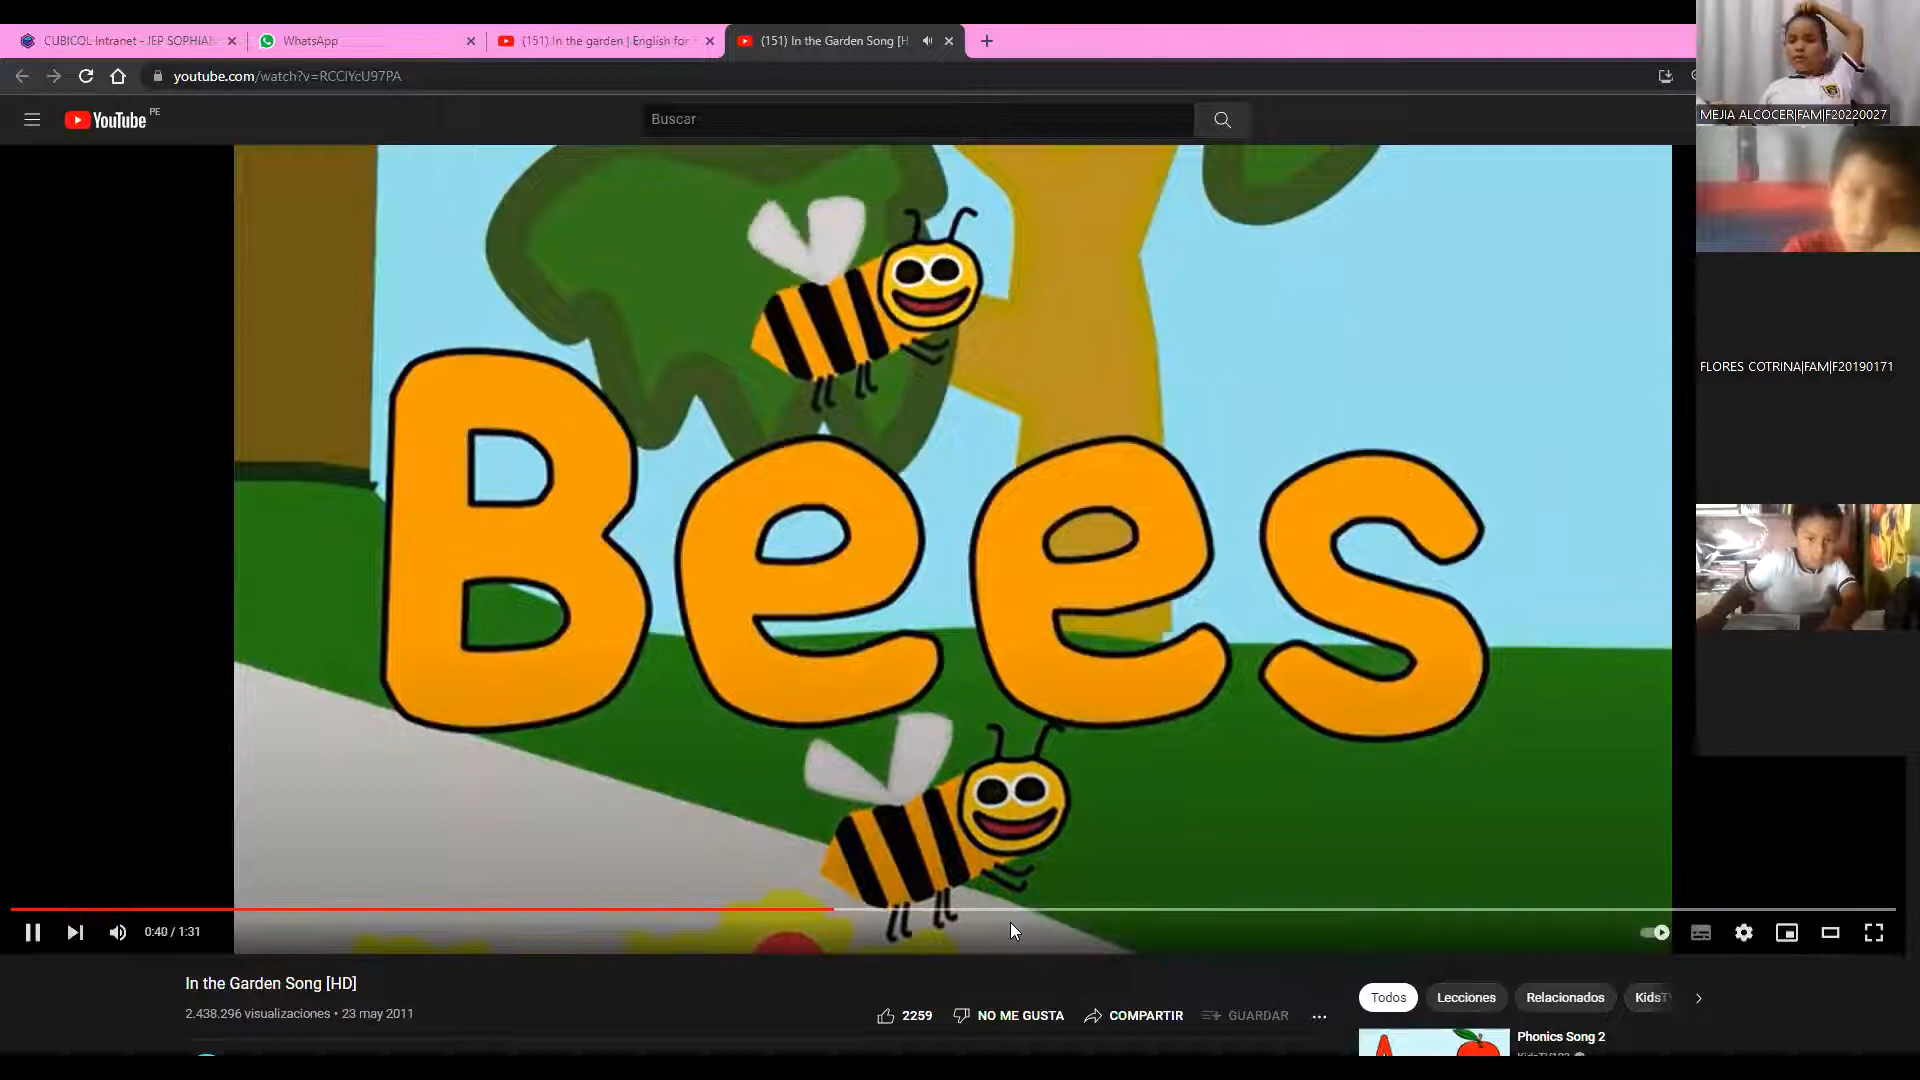 CUBICOL Intranet - IEP SOPHIA
WhatsApp
(151) In the garden | English for
(151) In the Garden Song [H
youtube.com/watch?v=RCClYcU97PA
YouTube PE
Buscar
MEJIA ALCOCER|FAM|F20220027
FLORES COTRINA|FAM|F20190171
Bees
0:40 / 1:31
In the Garden Song [HD]
2.438.296 visualizaciones • 23 may 2011
2259
NO ME GUSTA
COMPARTIR
GUARDAR
Todos
Lecciones
Relacionados
KidsT
Phonics Song 2